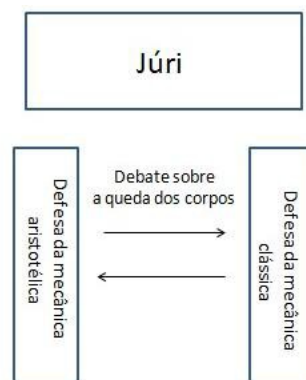 Júri
Defesa da mecânica
aristotélica
Debate sobre
a queda dos corpos
Defesa da mecânica
clássica